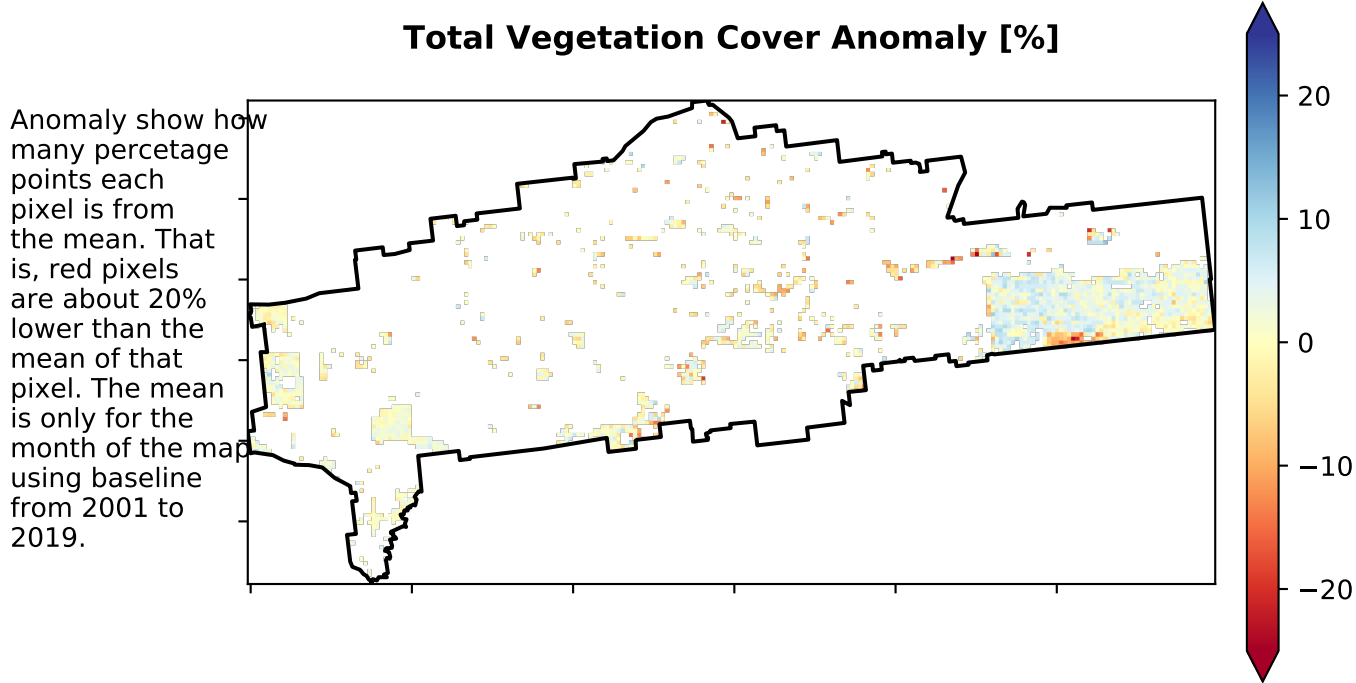 Total Vegetation Cover Anomaly [%]
Anomaly show how
many percetage
points each
pixel is from
the mean. That
is, red pixels
are about 20%
lower than the
mean of that
pixel. The mean
is only for the
month of the map
using baseline
from 2001 to
2019.
20
10
0
−10
−20